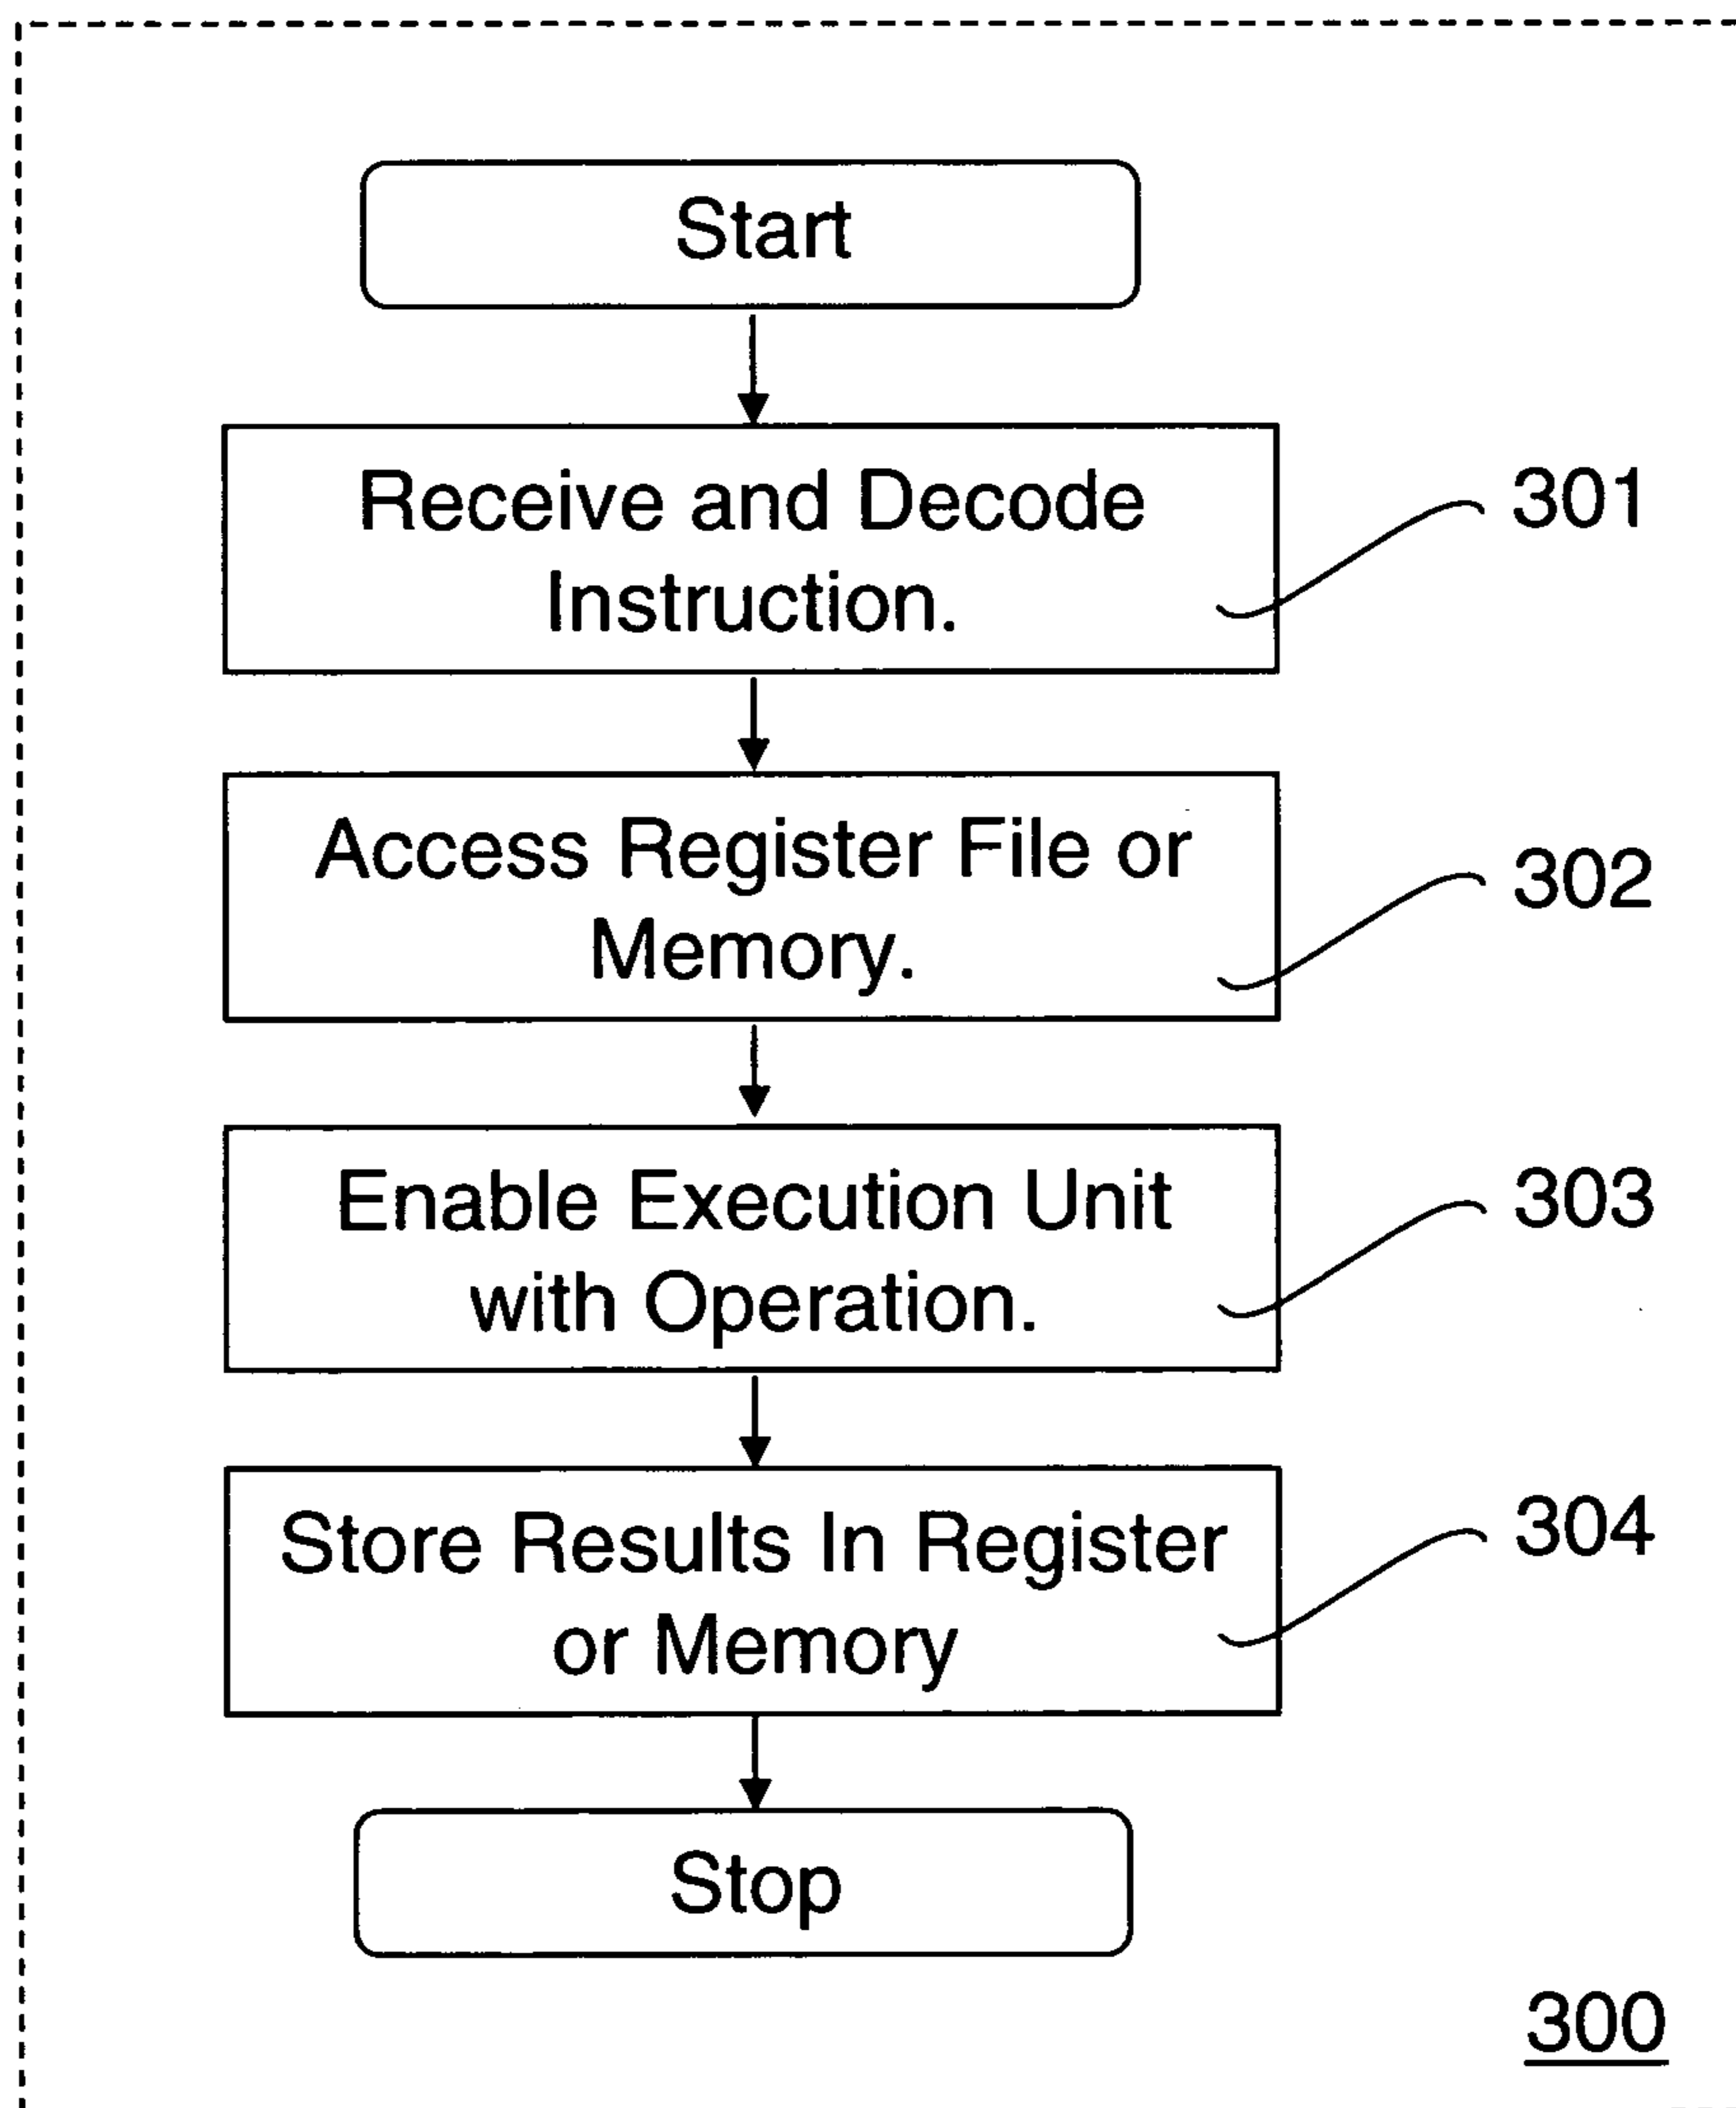 Start
Receive and Decode
Instruction.
301
Access Register File or
Memory.
302
Enable Execution Unit
with Operation.
303
Store Results In Register
or Memory
304
Stop
300